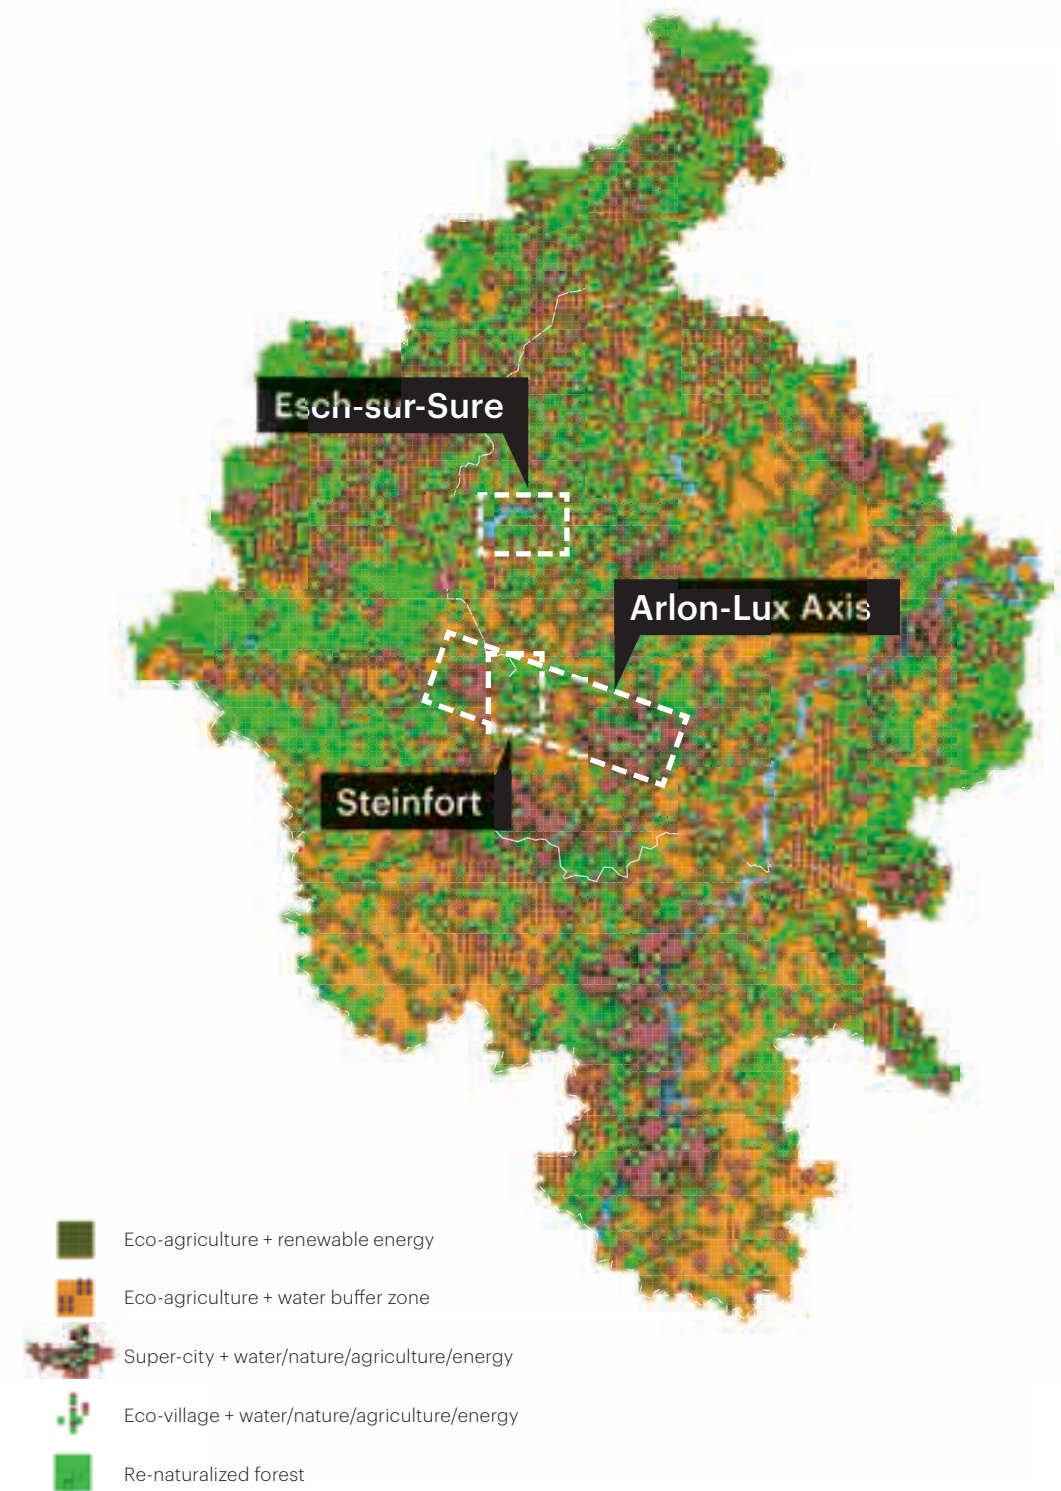 Esch-sur-Sure
Arlon-Lux Axis
Steinfort
Eco-agriculture + renewable energy
Eco-agriculture + water buffer zone
Super-city + water/nature/agriculture/energy
Eco-village + water/nature/agriculture/energy
Re-naturalized forest